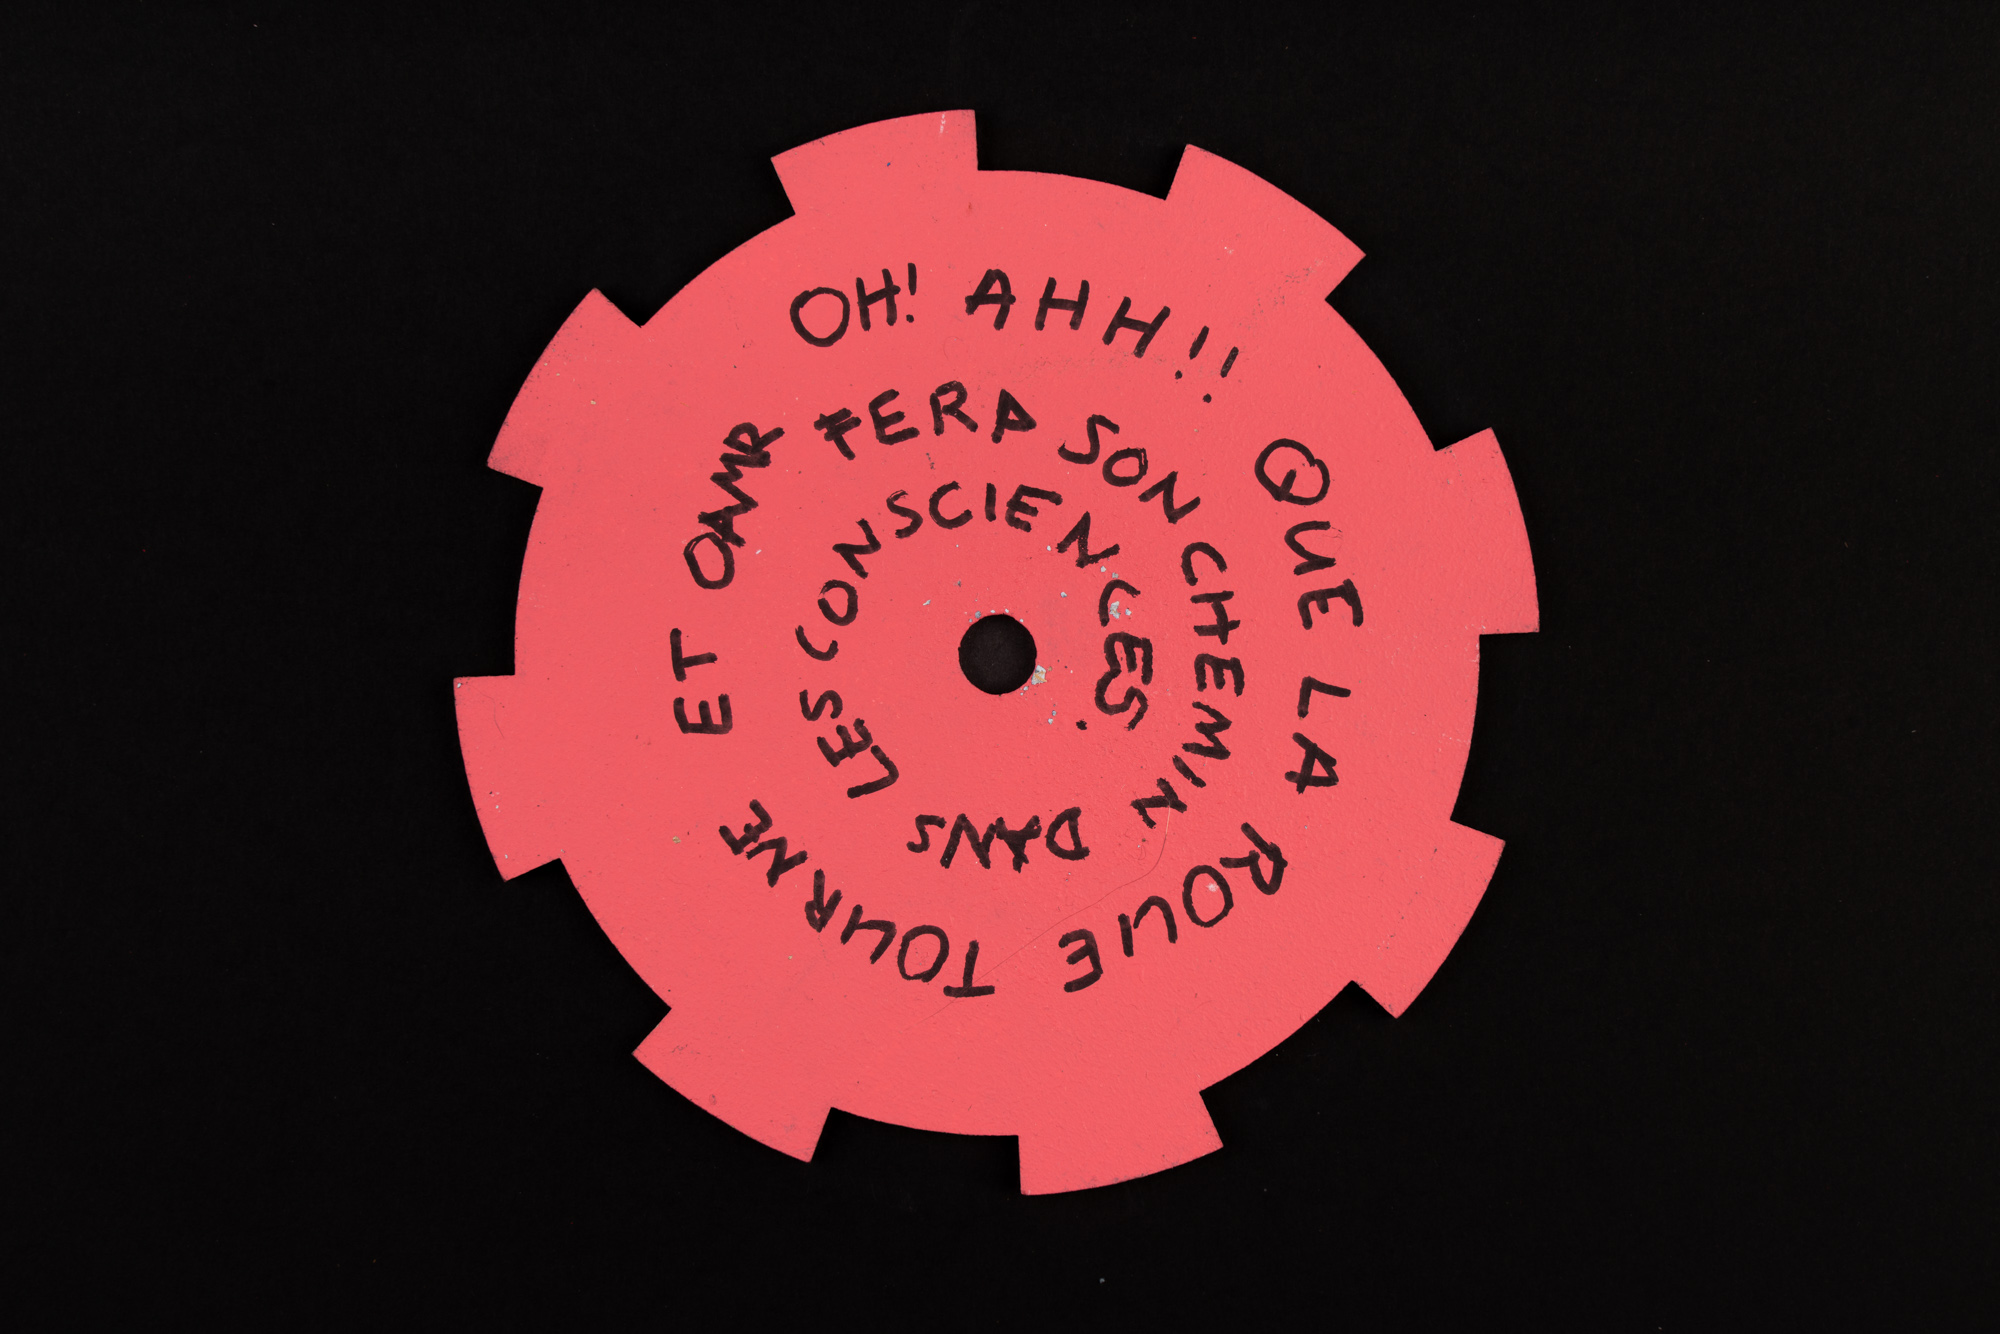 OH! AHH!! QUE LA ROUE TOURNE ET OAMR FERA SON CHEMIN DANS LES CONSCIENCES.